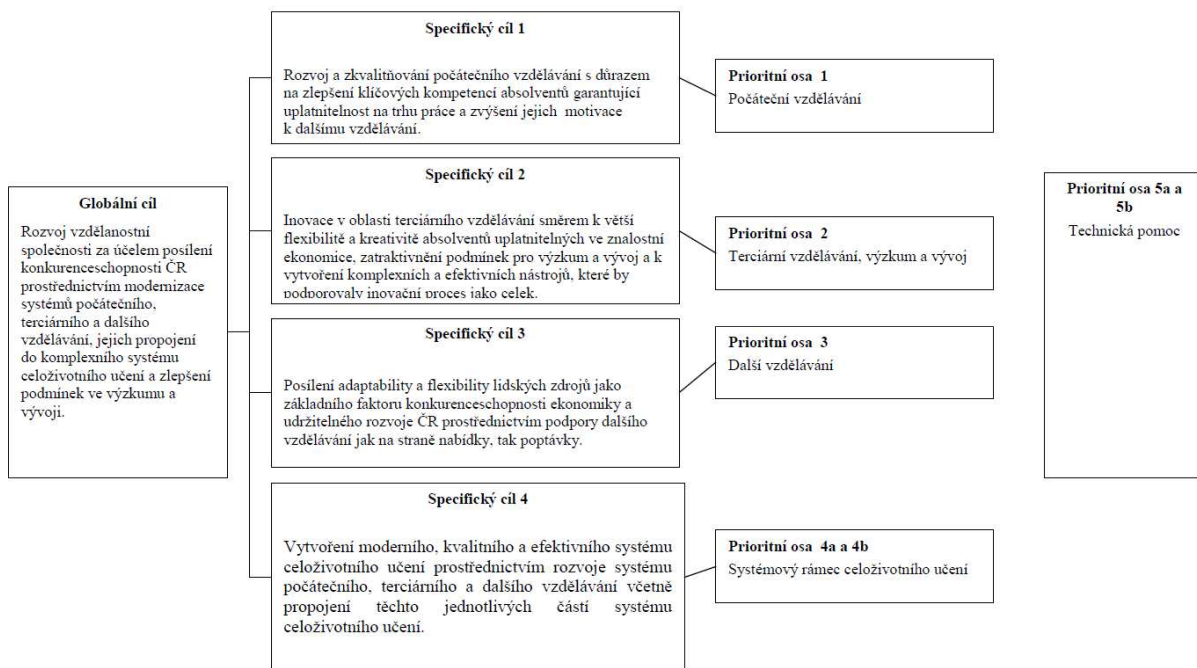 Globální cíl
Rozvoj vzdělanostní
společnosti za účelem posílení
konkurenceschopnosti ČR
prostřednictvím modernizace
systémů počátečního,
terciárního a dalšího
vzdělávání, jejich propojení
do komplexního systému
celoživotního učení a zlepšení
podmínek ve výzkumu a
vývoji.
Specifický cíl 1
Rozvoj a zkvalitňování počátečního vzdělávání s důrazem
na zlepšení klíčových kompetencí absolventů garantující
uplatnitelnost na trhu práce a zvýšení jejich motivace
k dalšímu vzdělávání.
Prioritní osa 1
Počáteční vzdělávání
Specifický cíl 2
Inovace v oblasti terciárního vzdělávání směrem k větší
flexibilitě a kreativitě absolventů uplatnitelných ve znalostní
ekonomice, zatraktivnění podmínek pro výzkum a vývoj a k
vytvoření komplexních a efektivních nástrojů, které by
podporovaly inovační proces jako celek.
Prioritní osa 2
Terciární vzdělávání, výzkum a vývoj
Specifický cíl 3
Posílení adaptability a flexibility lidských zdrojů jako
základního faktoru konkurenceschopnosti ekonomiky a
udržitelného rozvoje ČR prostřednictvím podpory dalšího
vzdělávání jak na straně nabídky, tak poptávky.
Prioritní osa 3
Další vzdělávání
Specifický cíl 4
Vytvoření moderního, kvalitního a efektivního systému
celoživotního učení prostřednictvím rozvoje systému
počátečního, terciárního a dalšího vzdělávání včetně
propojení těchto jednotlivých částí systému
celoživotního učení.
Prioritní osa 4a a 4b
Systémový rámec celoživotního učení
Prioritní osa 5a a
5b
Technická pomoc